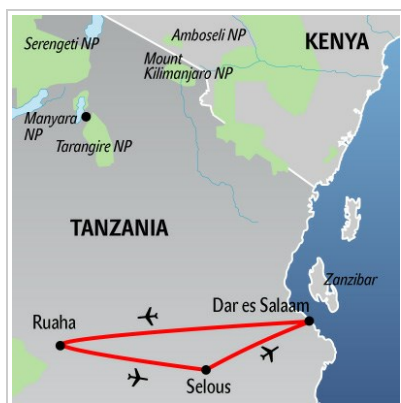 Amboseli NP
KENYA
Serengeti NP
Mount
Kilimanjaro NP
Manyara
NP
Tarangire NP
TANZANIA
Zanzibar
Dar es Salaam
Ruaha
Selous